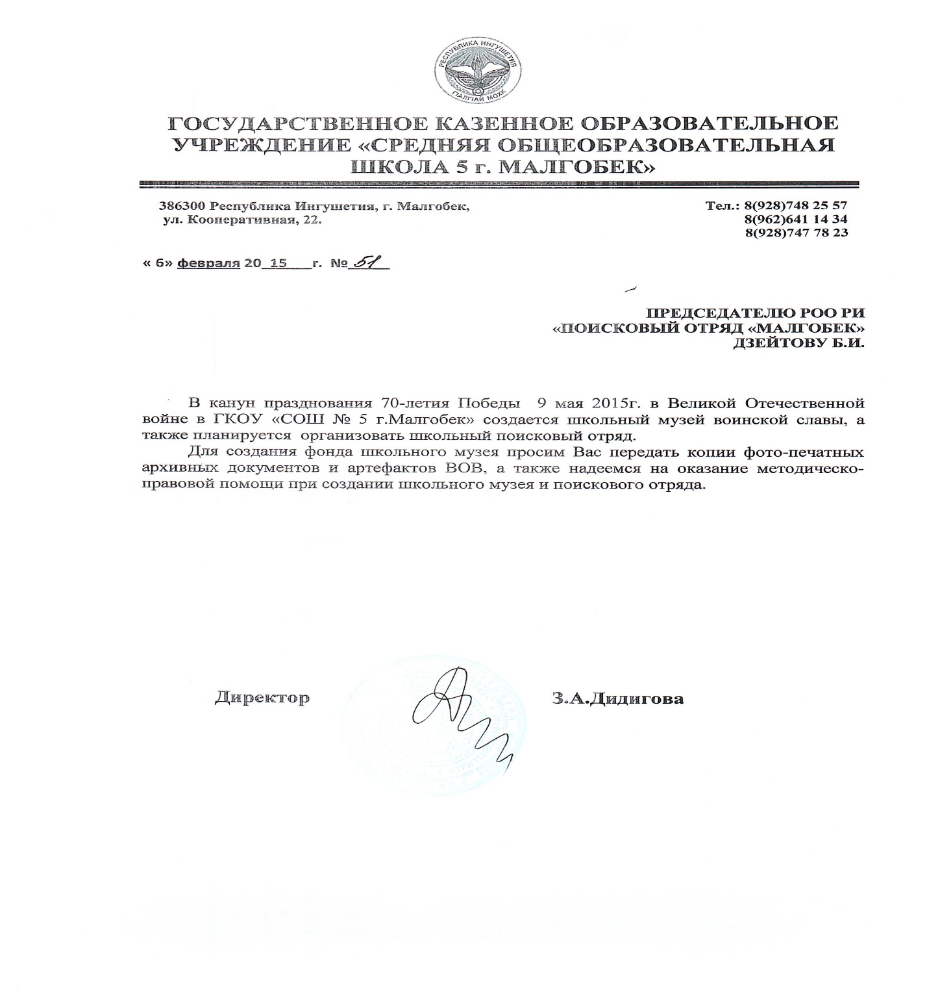 РЕСПУБЛИКА ИНГУШЕТИЯ
ГІАЛГІАЙ МОХК
ГОСУДАРСТВЕННОЕ КАЗЕННОЕ ОБРАЗОВАТЕЛЬНОЕ
УЧРЕЖДЕНИЕ «СРЕДНЯЯ ОБЩЕОБРАЗОВАТЕЛЬНАЯ
ШКОЛА 5 г. МАЛГОБЕК»
386300 Республика Ингушетия, г. Малгобек,
ул. Кооперативная, 22.
Тел.: 8(928)748 25 57
8(962)641 14 34
8(928)747 78 23
« 6» февраля 20_15___г. №_51_
ПРЕДСЕДАТЕЛЮ РОО РИ
«ПОИСКОВЫЙ ОТРЯД «МАЛГОБЕК»
ДЗЕЙТОВУ Б.И.
В канун празднования 70-летия Победы 9 мая 2015г. в Великой Отечественной
войне в ГКОУ «СОШ № 5 г.Малгобек» создается школьный музей воинской славы, а
также планируется организовать школьный поисковый отряд.
Для создания фонда школьного музея просим Вас передать копии фото-печатных
архивных документов и артефактов ВОВ, а также надеемся на оказание методическо-
правовой помощи при создании школьного музея и поискового отряда.
Директор З.А.Дидигова